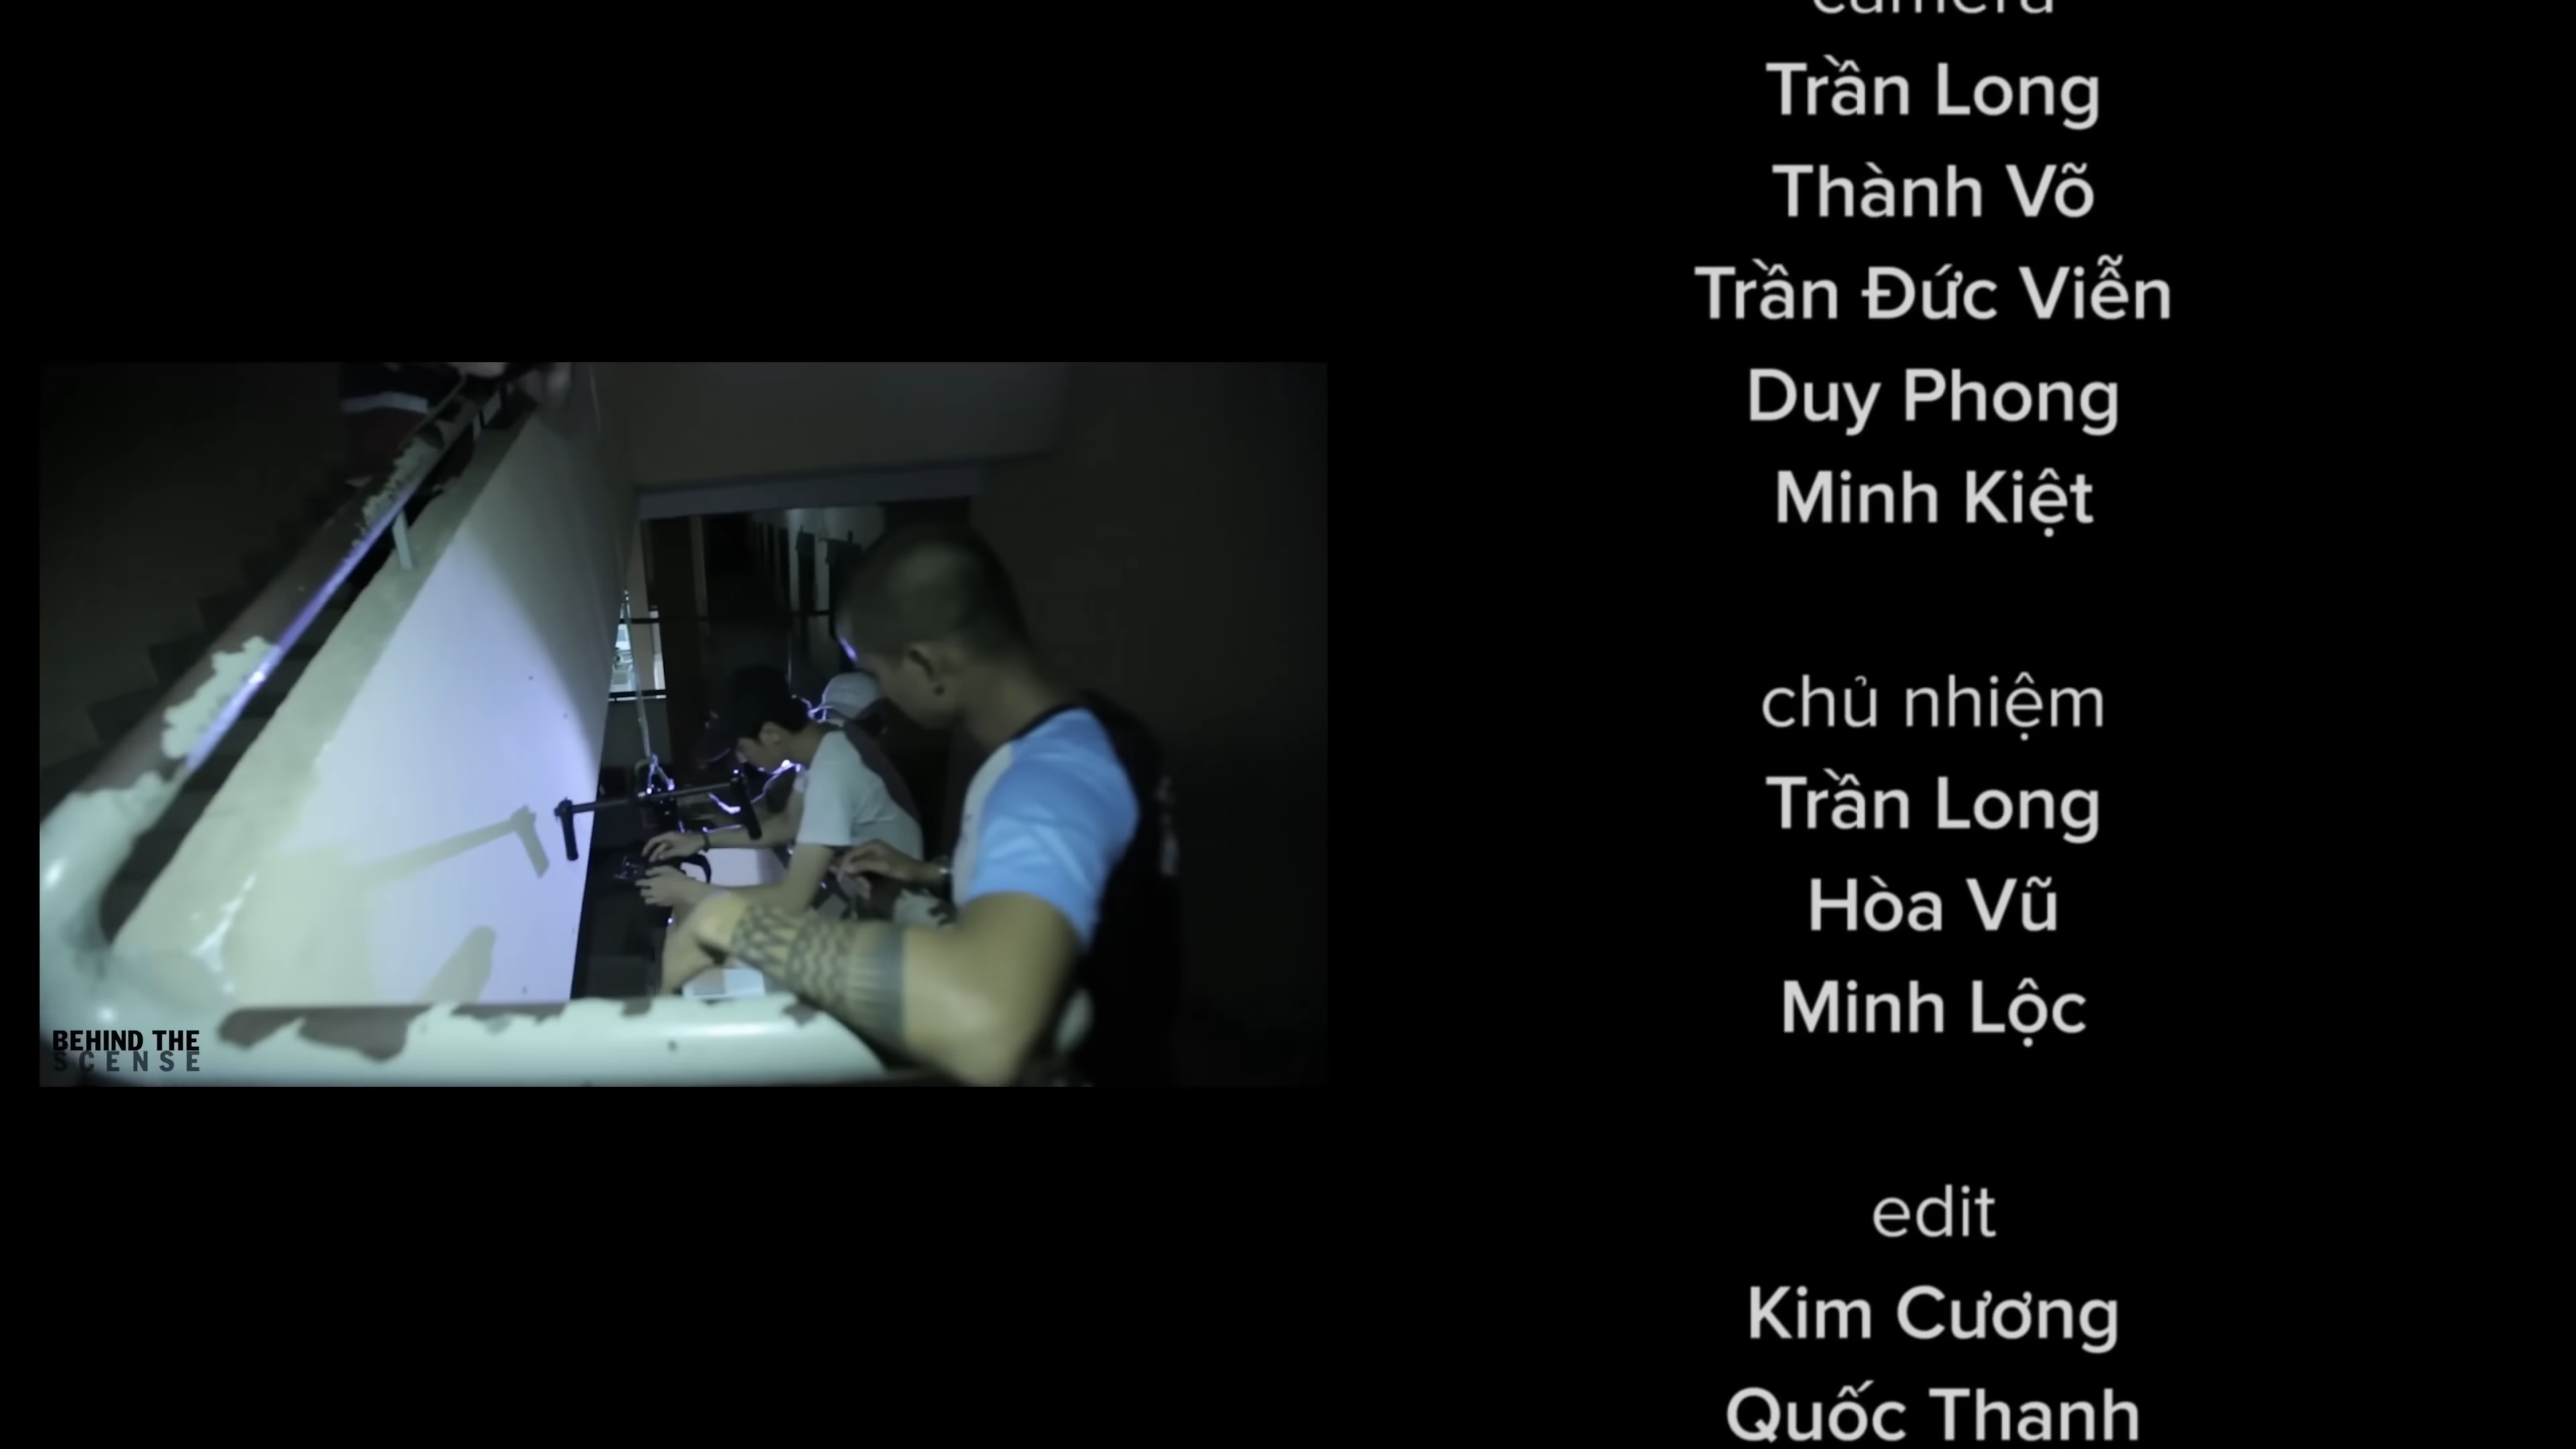 camera
Trần Long
Thành Võ
Trần Đức Viễn
Duy Phong
Minh Kiệt
chủ nhiệm
Trần Long
Hòa Vũ
Minh Lộc
edit
Kim Cương
Quốc Thanh
BEHIND THE
SCENSE